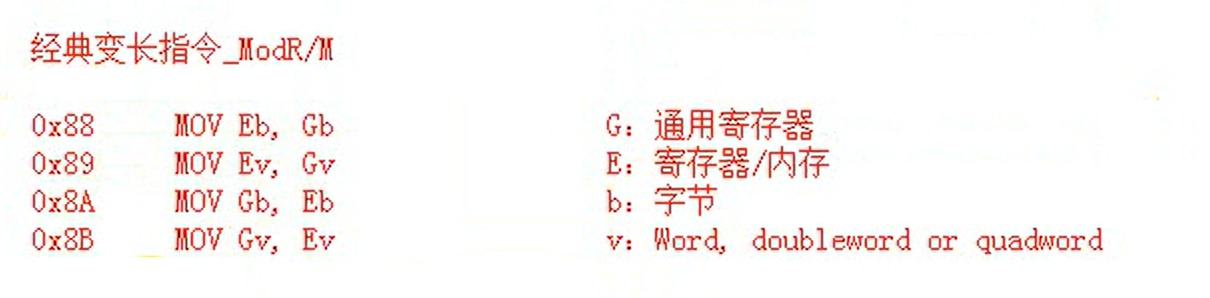 经典变长指令_ModR/M
0x88 MOV Eb, Gb G: 通用寄存器
0x89 MOV Ev, Gv E: 寄存器/内存
0x8A MOV Gb, Eb b: 字节
0x8B MOV Gv, Ev v: Word, doubleword or quadword